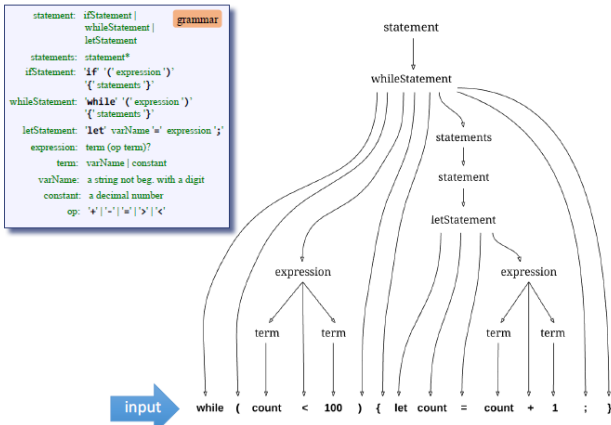 grammar
statement: ifStatement |
whileStatement |
letStatement
statements: statement*
ifStatement: 'if' '(' expression ')'
'{' statements '}'
whileStatement: 'while' '(' expression ')'
'{' statements '}'
letStatement: 'let' varName '=' expression ';'
expression: term (op term)?
term: varName | constant
varName: a string not beg. with a digit
constant: a decimal number
op: '+' | '-' | '=' | '>' | '<'
statement
whileStatement
statements
statement
letStatement
expression expression
term term term term
input while ( count < 100 ) { let count = count + 1 ; }